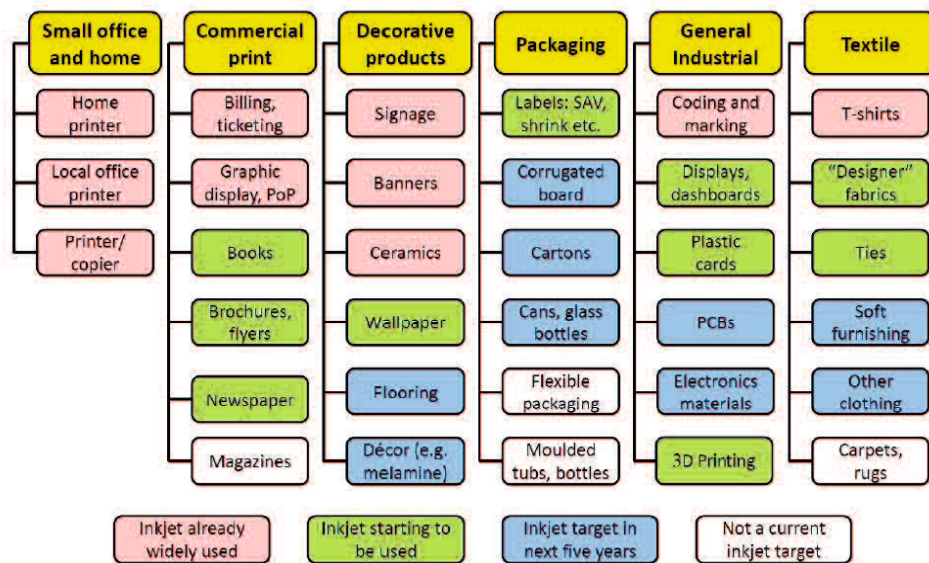 Small office
and home
Commercial
print
Decorative
products
Packaging
General
Industrial
Textile
Home
printer
Billing,
ticketing
Signage
Labels: SAV,
shrink etc.
Coding and
marking
T-shirts
Local office
printer
Graphic
display, PoP
Banners
Corrugated
board
Displays,
dashboards
“Designer”
fabrics
Printer/
copier
Books
Ceramics
Cartons
Plastic
cards
Ties
Brochures,
flyers
Wallpaper
Cans, glass
bottles
PCBs
Soft
furnishing
Newspaper
Flooring
Flexible
packaging
Electronics
materials
Other
clothing
Magazines
Décor (e.g.
melamine)
Moulded
tubs, bottles
3D Printing
Carpets,
rugs
Inkjet already
widely used
Inkjet starting to
be used
Inkjet target in
next five years
Not a current
inkjet target